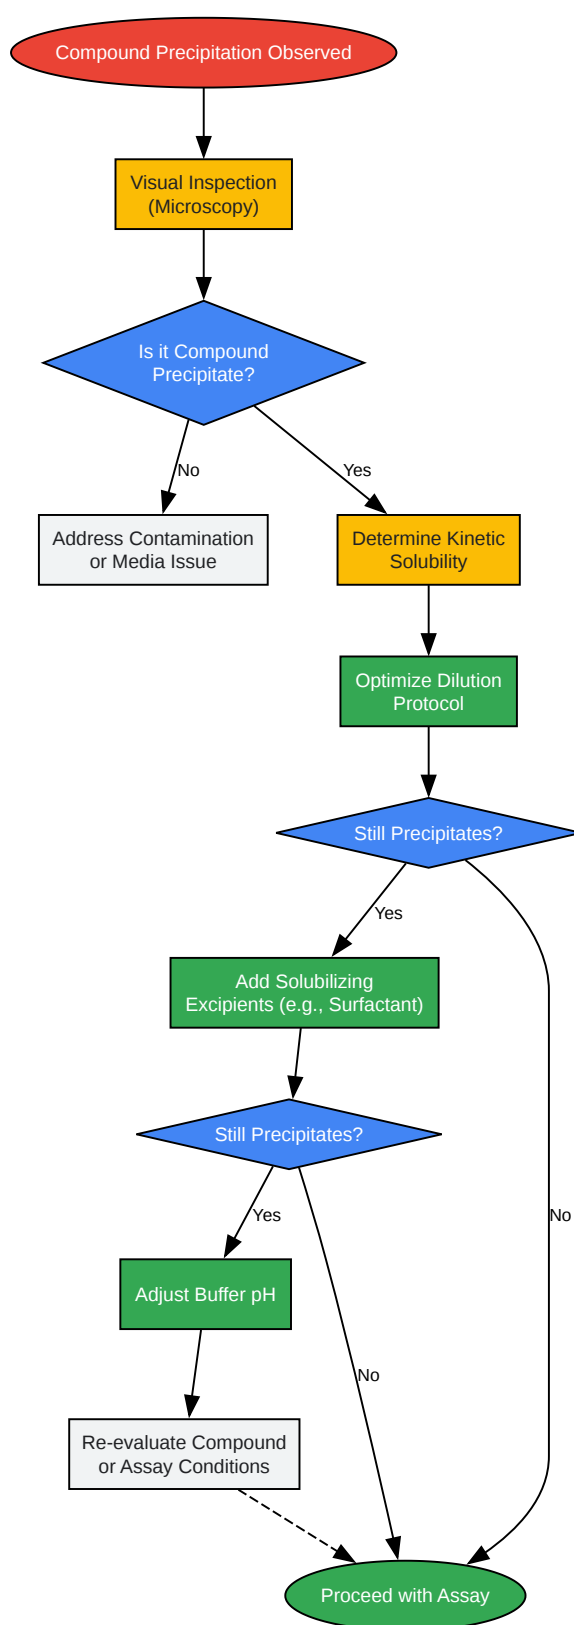 Compound Precipitation Observed
Visual Inspection
(Microscopy)
Is it Compound
Precipitate?
No
Yes
Address Contamination
or Media Issue
Determine Kinetic
Solubility
Optimize Dilution
Protocol
Still Precipitates?
Yes
Add Solubilizing
Excipients (e.g., Surfactant)
Still Precipitates?
Yes
No
Adjust Buffer pH
No
Re-evaluate Compound
or Assay Conditions
Proceed with Assay